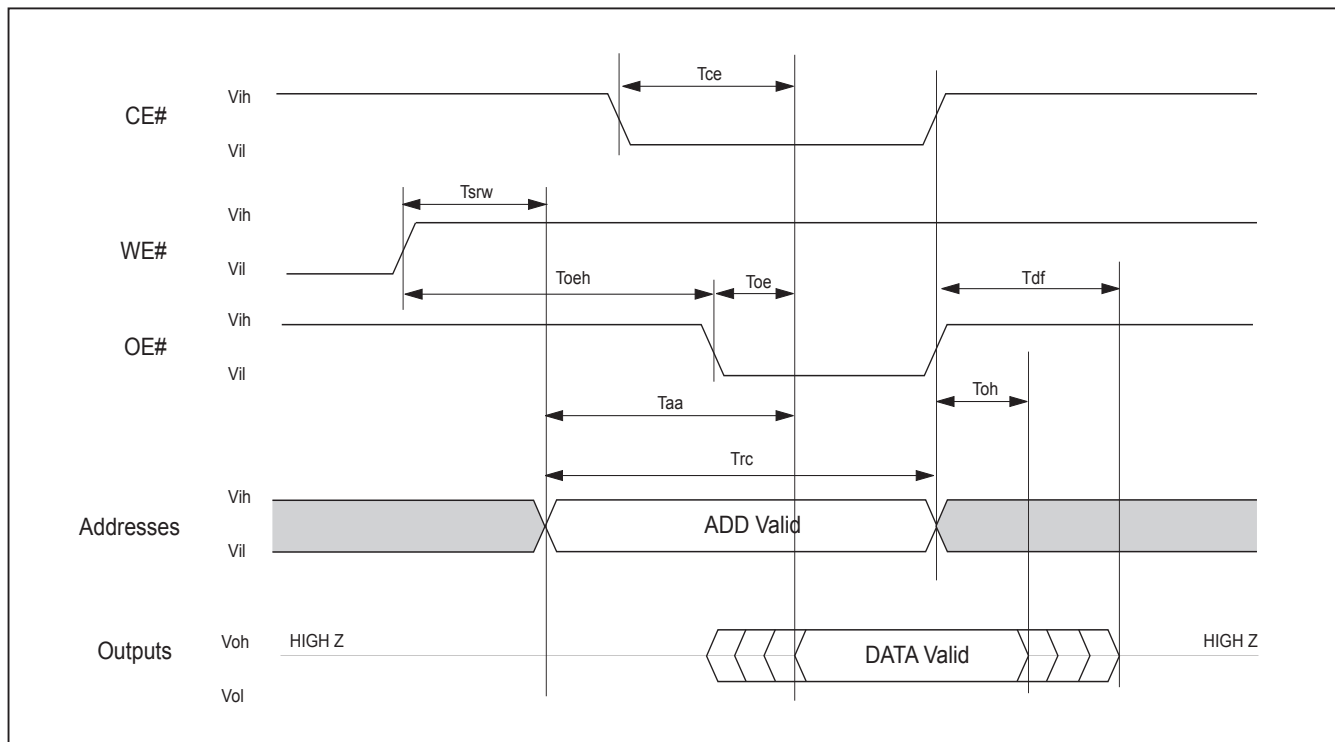 Tce
CE#
Vih
Vil
Tsrw
WE#
Vih
Vil
Toeh
Toe
Tdf
OE#
Vih
Vil
Taa
Toh
Trc
Addresses
Vih
Vil
ADD Valid
Outputs
Voh
HIGH Z
DATA Valid
HIGH Z
Vol